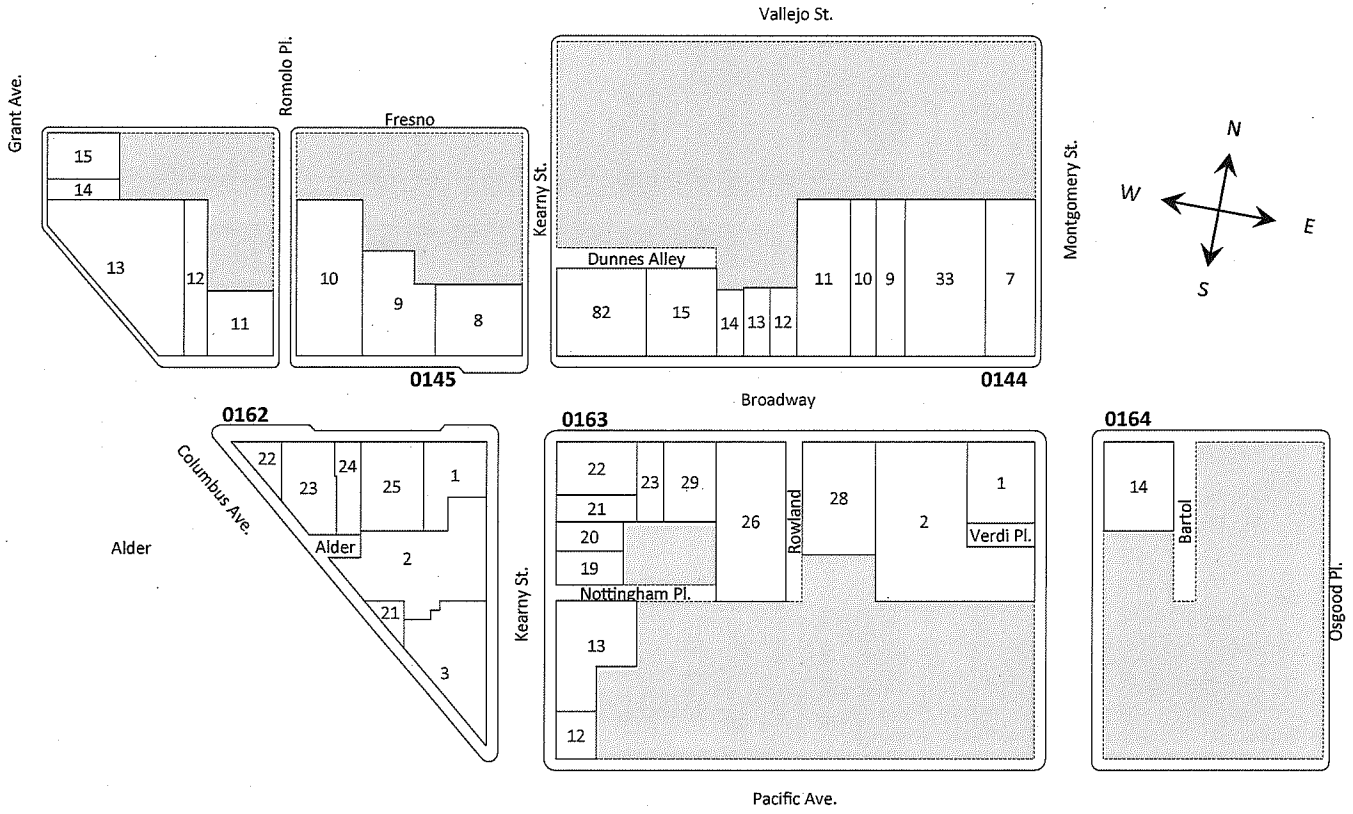 Vallejo St.
Grant Ave.
Romolo Pl.
Fresno
Kearny St.
Montgomery St.
N
W
E
S
15
14
13
12
11
10
9
8
Dunnes Alley
82
15
14
13
12
11
10
9
33
7
0145
0144
Broadway
0162
0163
0164
Columbus Ave.
22
23
24
25
1
Alder
Alder
2
21
3
Kearny St.
22
23
29
21
20
19
Nottingham Pl.
26
Rowland
28
2
1
Verdi Pl.
13
12
14
Bartol
Osgood Pl.
Pacific Ave.